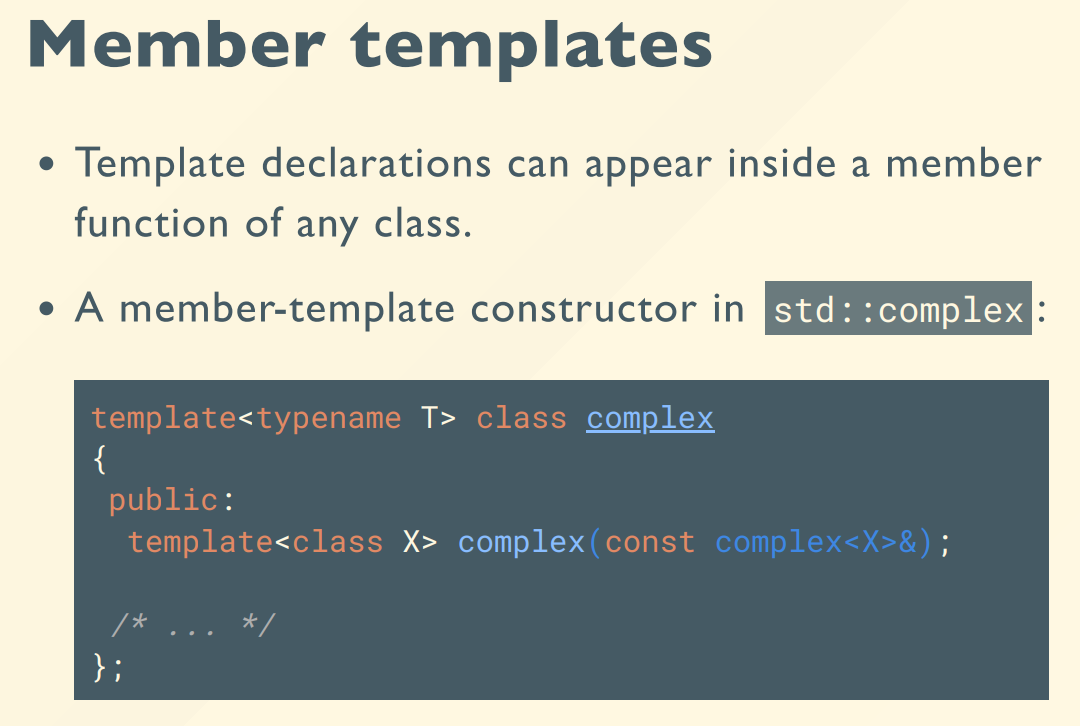 Member templates
• Template declarations can appear inside a member
function of any class.
• A member-template constructor in std::complex:
template<typename T> class complex
{
 public:
  template<class X> complex(const complex<X>&);

 /* ... */
};